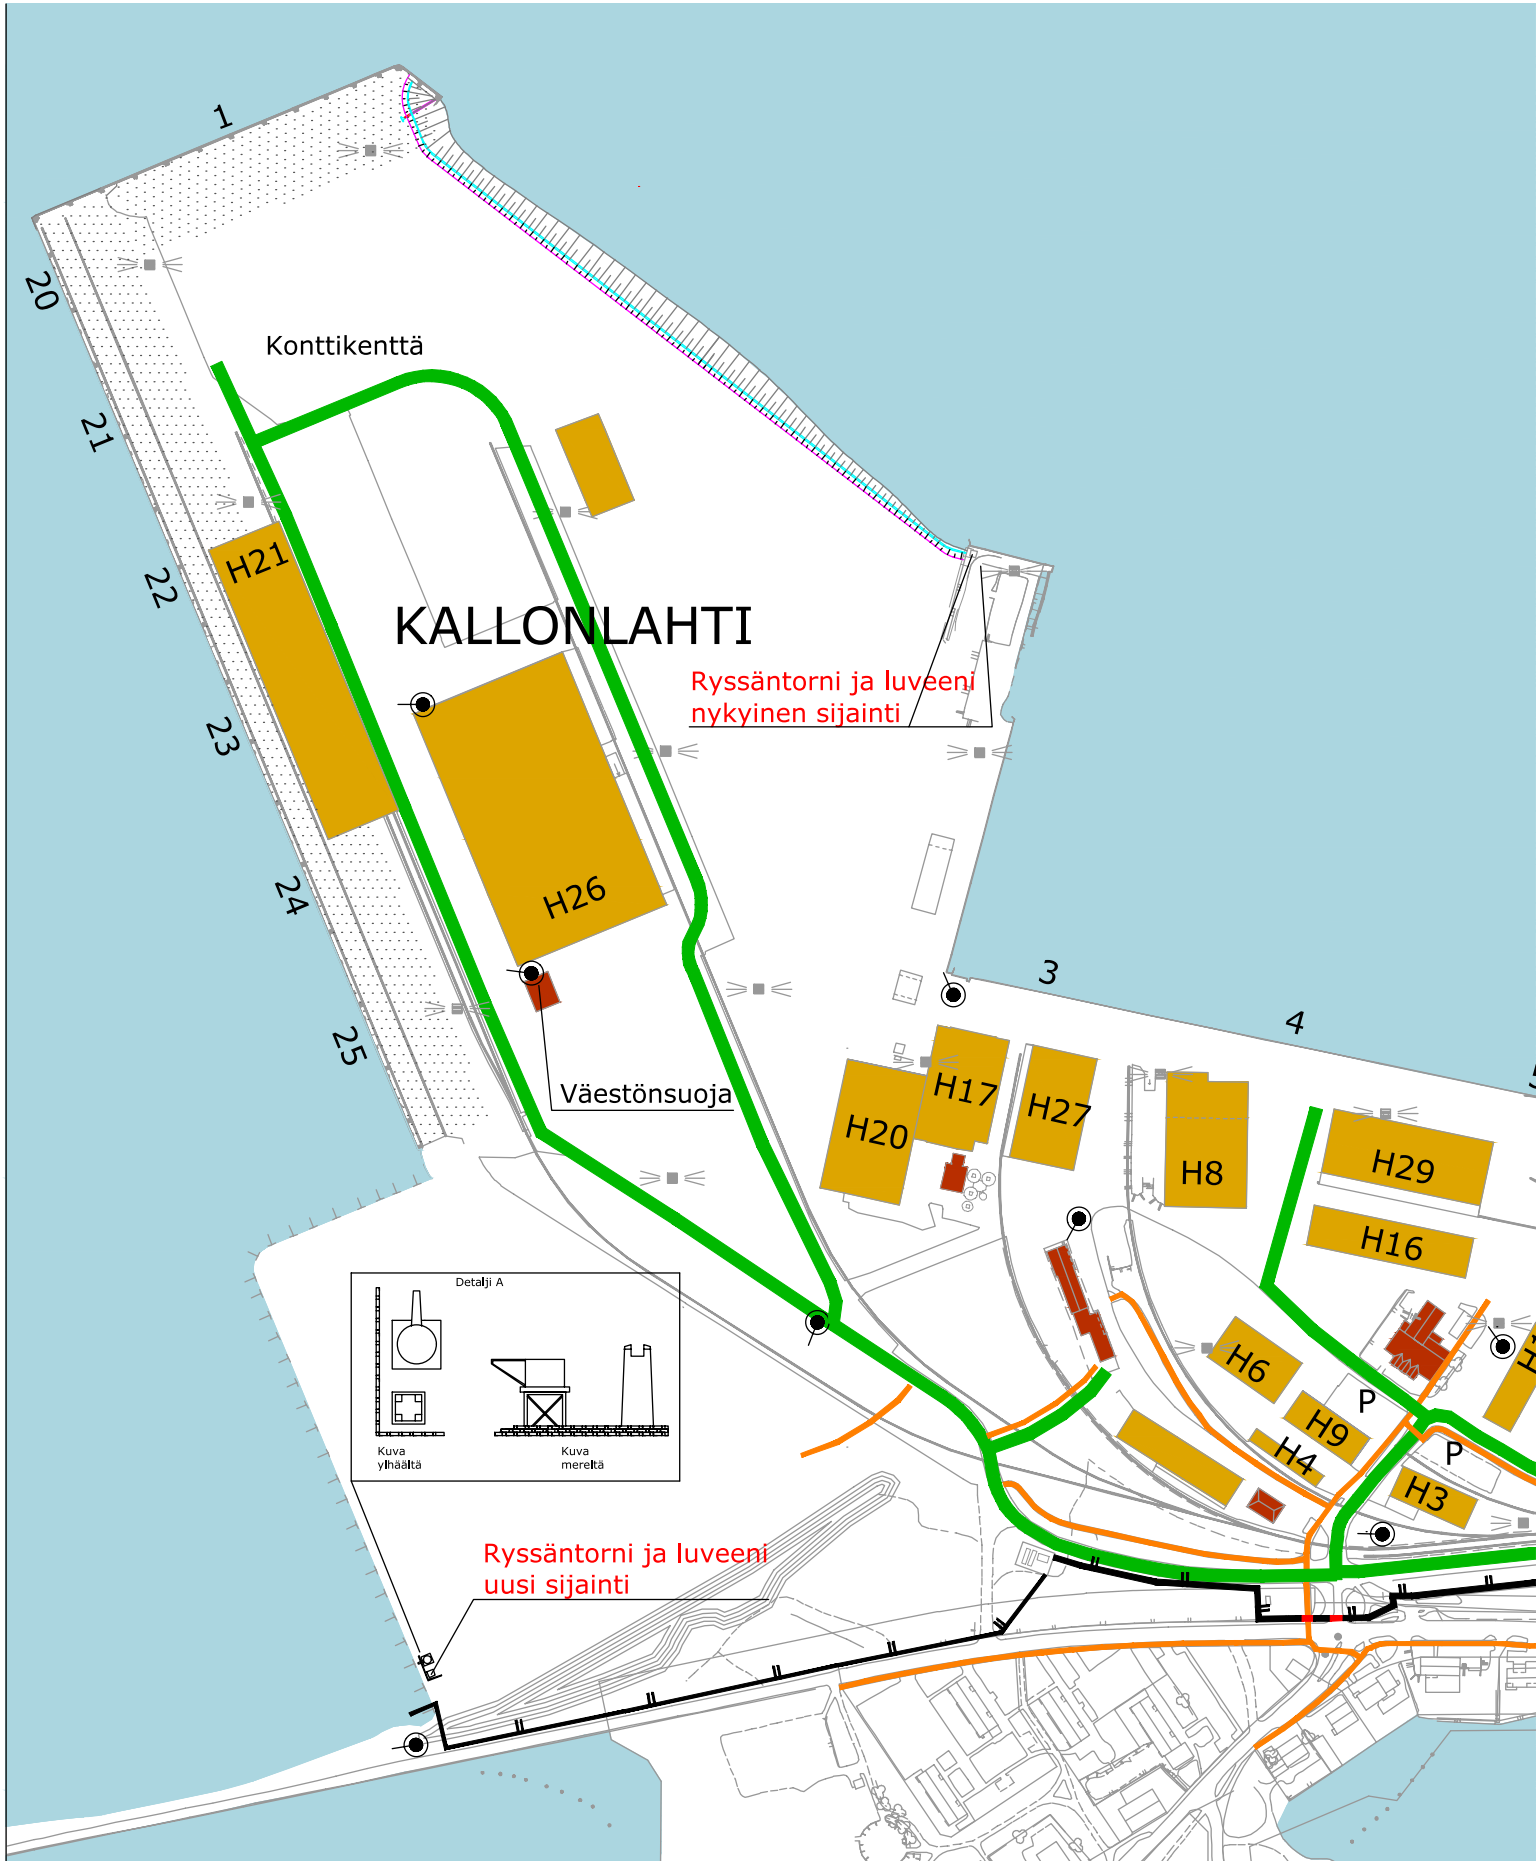 1
20
Konttikenttä
21
H21
22
KALLONLAHTI
Ryssäntorni ja luveeni
nykyinen sijainti
23
H26
24
3
4
25
Väestönsuoja
H17
H27
H20
H29
H8
H16
Detalji A
H6
P
H9
P
H4
H3
Kuva
ylhäältä
Kuva
mereltä
Ryssäntorni ja luveeni
uusi sijainti